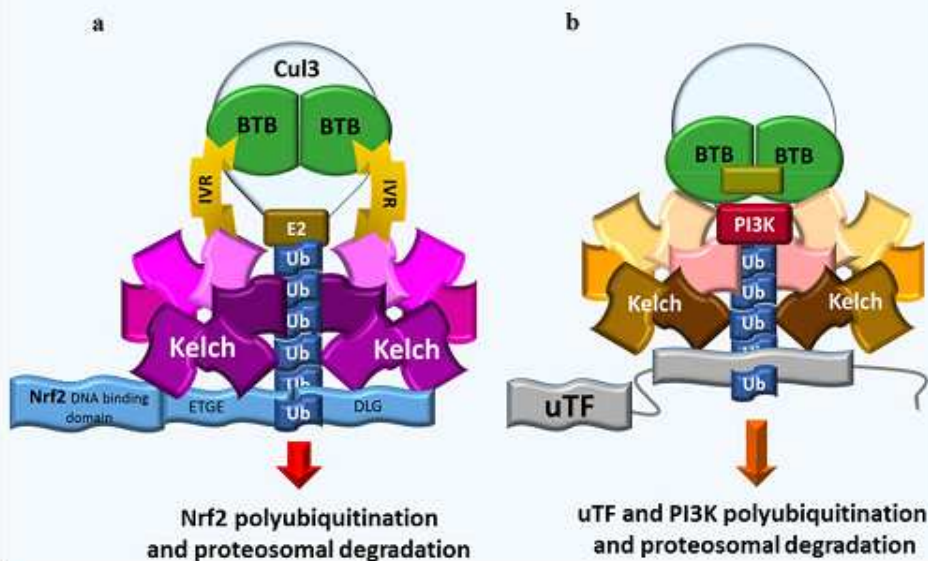 a
Cul3
BTB
BTB
IVR
IVR
E2
Ub
Ub
Ub
Ub
Ub
Ub
Kelch
Kelch
Nrf2 DNA binding
domain
ETGE
DLG
Nrf2 polyubiquitination
and proteosomal degradation
b
BTB
BTB
PI3K
Ub
Ub
Ub
Ub
Ub
Kelch
Kelch
uTF
uTF and PI3K polyubiquitination
and proteosomal degradation